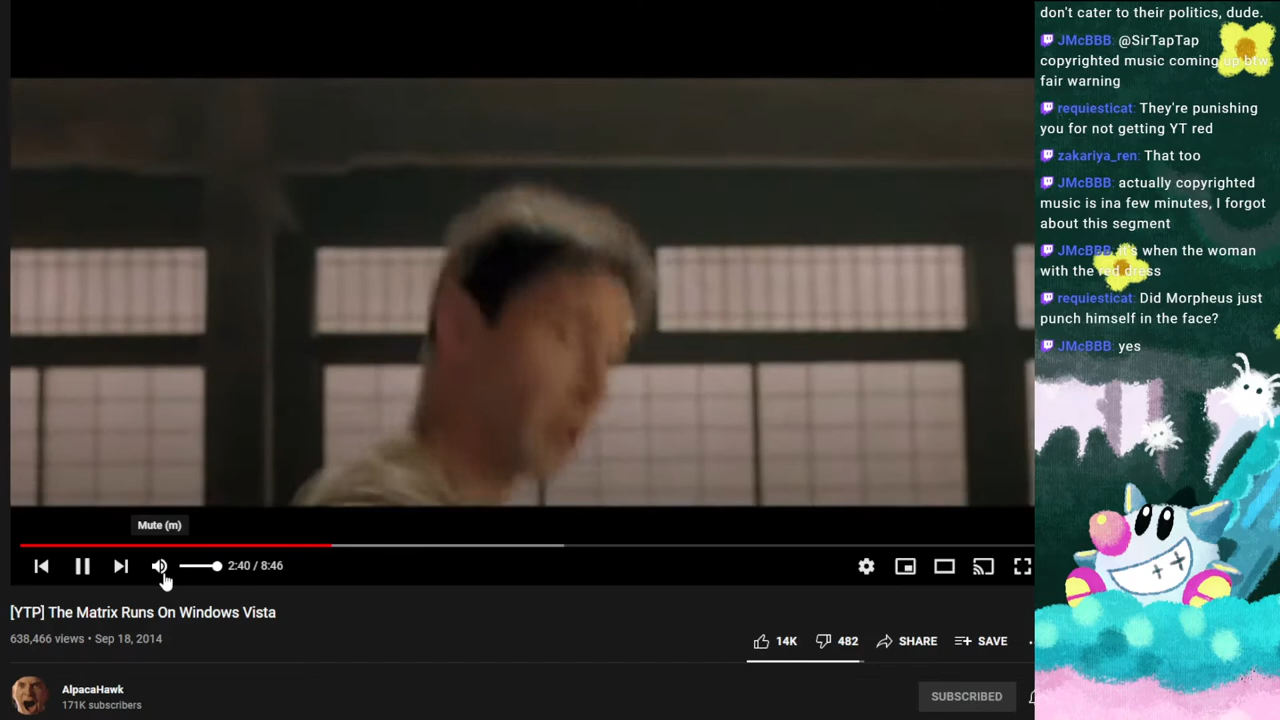 Mute (m)
2:40 / 8:46
[YTP] The Matrix Runs On Windows Vista
638,466 views • Sep 18, 2014
14K
482
SHARE
SAVE
AlpacaHawk
171K subscribers
SUBSCRIBED
don't cater to their politics, dude.
JMcBBB: @SirTapTap
copyrighted music coming up btw
fair warning
requiesticat: They're punishing
you for not getting YT red
zakariya_ren: That too
JMcBBB: actually copyrighted
music is ina few minutes, I forgot
about this segment
JMcBBB: it's when the woman
with the red dress
requiesticat: Did Morpheus just
punch himself in the face?
JMcBBB: yes